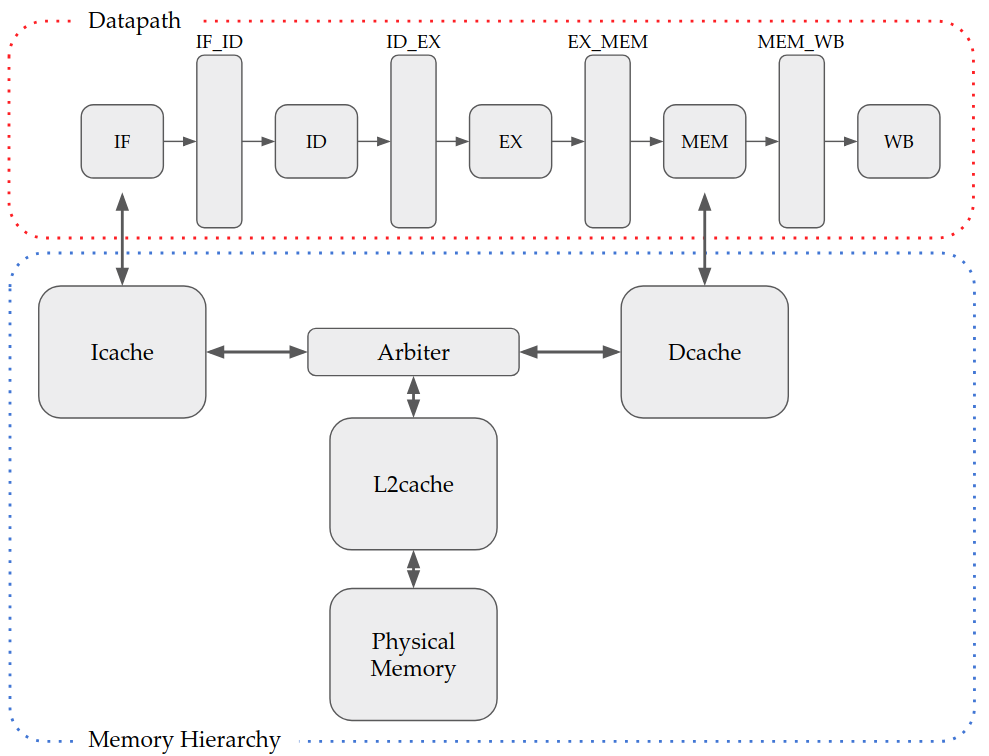 Datapath
IF_ID
ID_EX
EX_MEM
MEM_WB
IF
ID
EX
MEM
WB
Icache
Arbiter
Dcache
L2cache
Physical
Memory
Memory Hierarchy